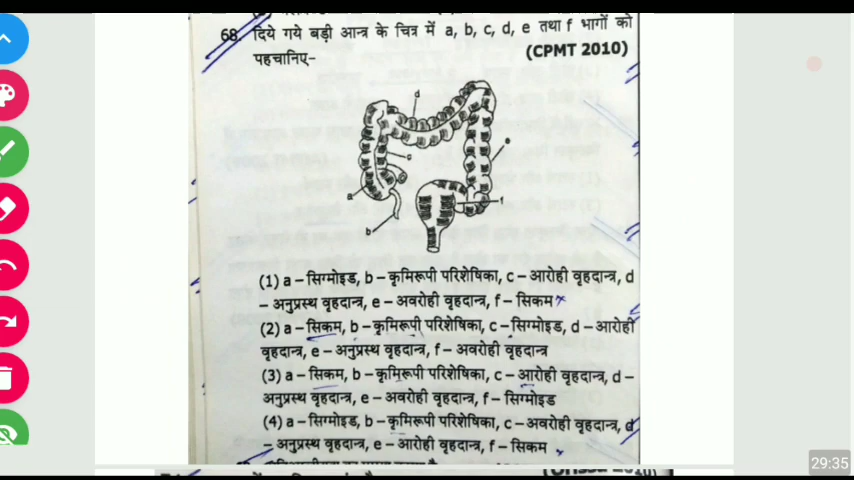 68. दिये गये बड़ी आन्त्र के चित्र में a, b, c, d, e तथा f भागों को
पहचानिए–
(CPMT 2010)
d
e
c
a
f
b
(1) a – सिग्मोइड, b – कृमिरूपी परिशेषिका, c – आरोही वृहदान्त्र, d
– अनुप्रस्थ वृहदान्त्र, e – अवरोही वृहदान्त्र, f – सिकम
(2) a – सिकम, b – कृमिरूपी परिशेषिका, c – सिग्मोइड, d – आरोही
वृहदान्त्र, e – अनुप्रस्थ वृहदान्त्र, f – अवरोही वृहदान्त्र
(3) a – सिकम, b – कृमिरूपी परिशेषिका, c – आरोही वृहदान्त्र, d –
अनुप्रस्थ वृहदान्त्र, e – अवरोही वृहदान्त्र, f – सिग्मोइड
(4) a – सिग्मोइड, b – कृमिरूपी परिशेषिका, c – अवरोही वृहदान्त्र, d
– अनुप्रस्थ वृहदान्त्र, e – आरोही वृहदान्त्र, f – सिकम
29:35